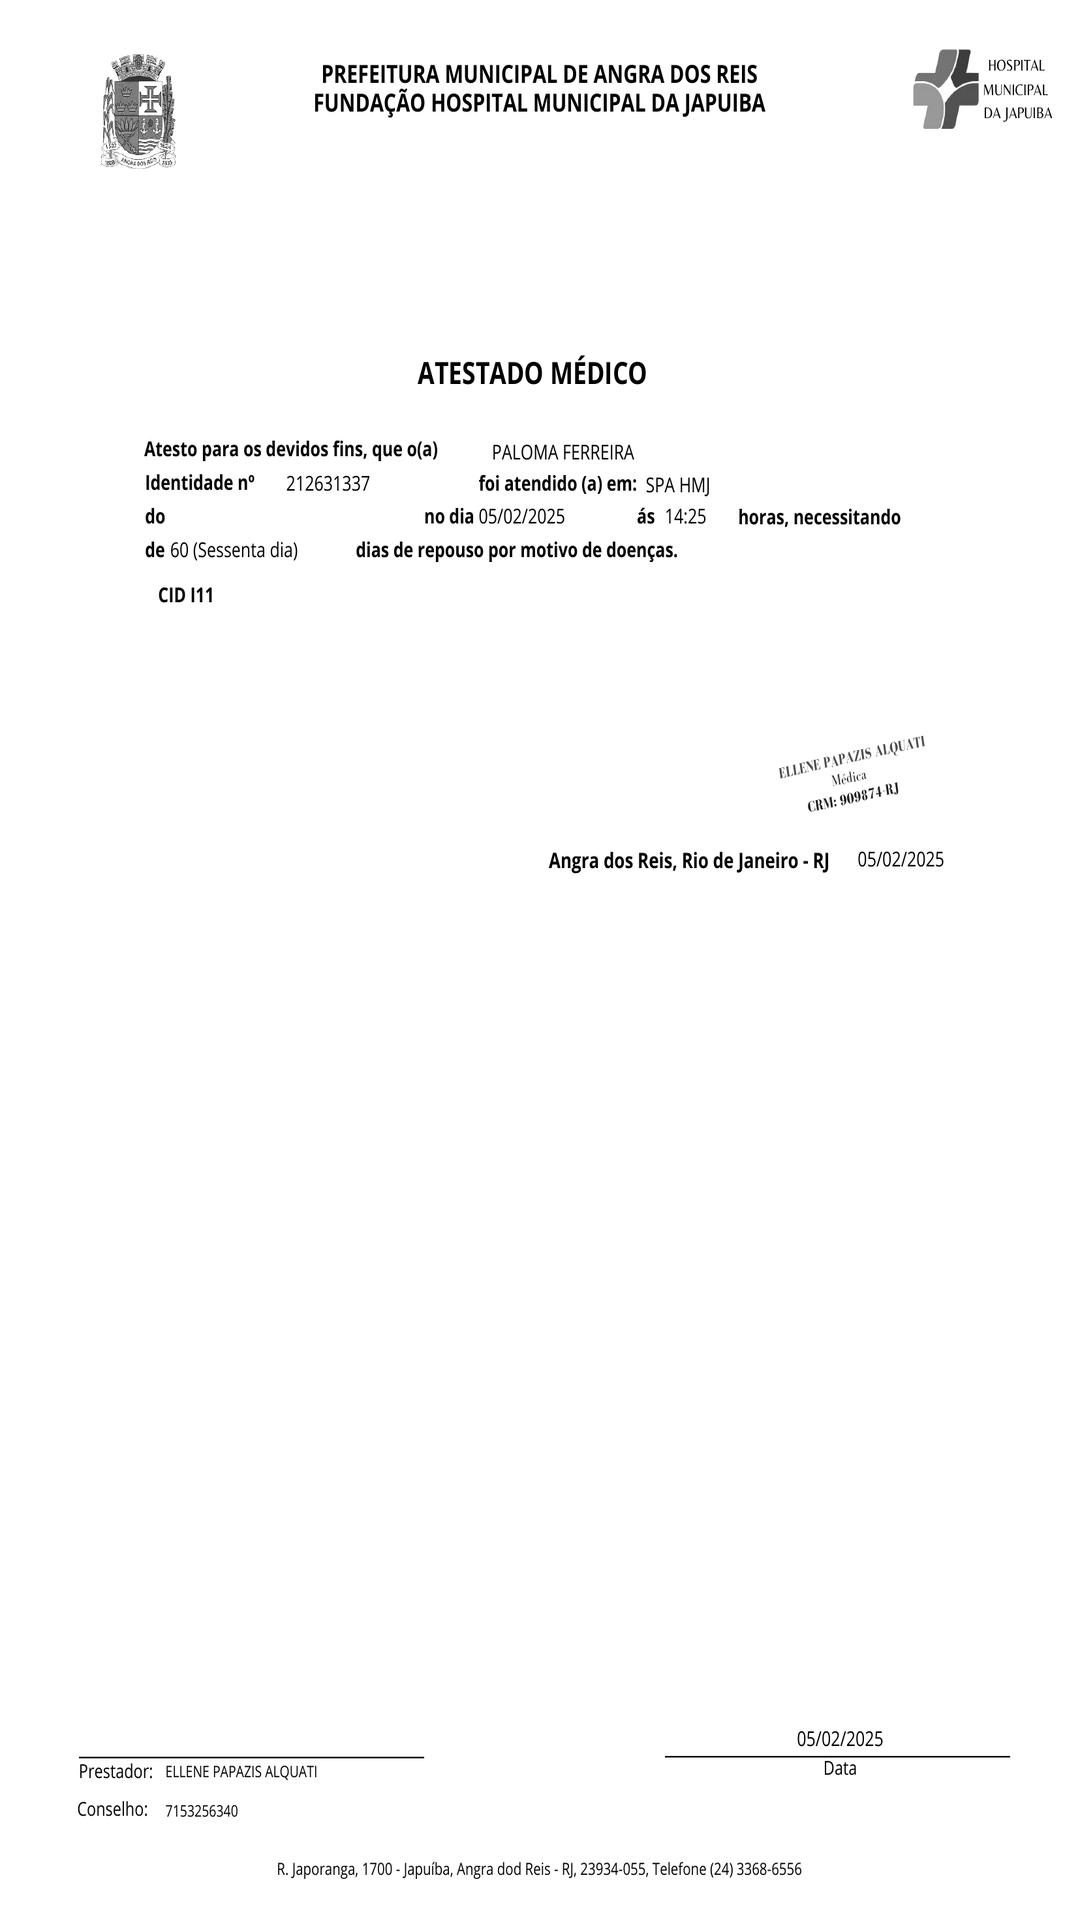 PREFEITURA MUNICIPAL DE ANGRA DOS REIS
FUNDAÇÃO HOSPITAL MUNICIPAL DA JAPUIBA
HOSPITAL
MUNICIPAL
DA JAPUIBA
ANGRA DOS REIS
ATESTADO MÉDICO
Atesto para os devidos fins, que o(a) PALOMA FERREIRA
Identidade nº 212631337 foi atendido (a) em: SPA HMJ
do no dia 05/02/2025 ás 14:25 horas, necessitando
de 60 (Sessenta dia) dias de repouso por motivo de doenças.
CID I11
ELLENE PAPAZIS ALQUATI
Médica
CRM: 909874-RJ
Angra dos Reis, Rio de Janeiro - RJ 05/02/2025
05/02/2025
Data
Prestador: ELLENE PAPAZIS ALQUATI
Conselho: 7153256340
R. Japoranga, 1700 - Japuíba, Angra dod Reis - RJ, 23934-055, Telefone (24) 3368-6556